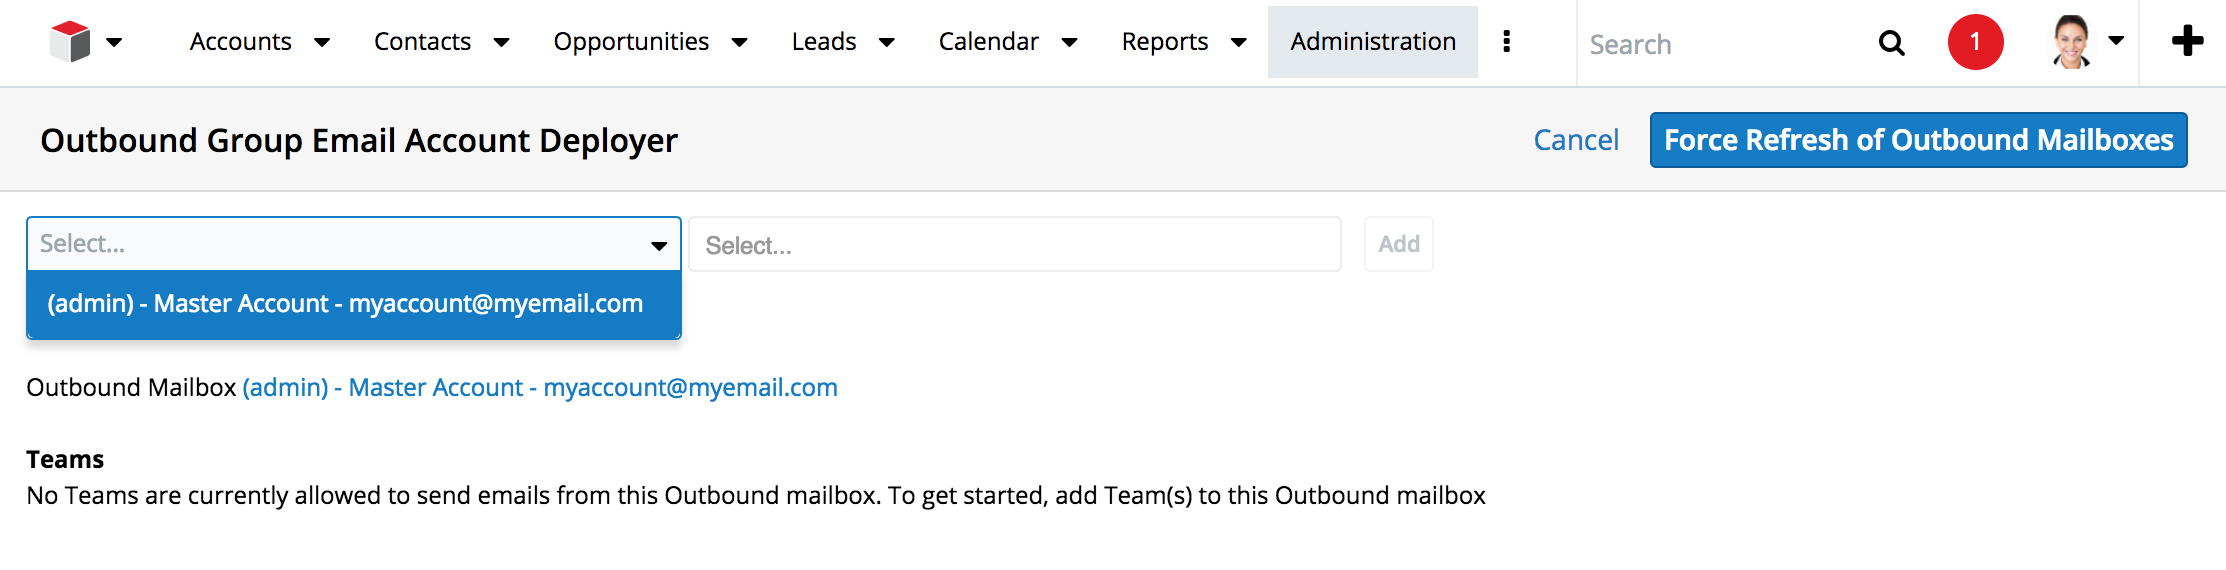 Accounts Contacts Opportunities Leads Calendar Reports Administration Search 1
Outbound Group Email Account Deployer Cancel Force Refresh of Outbound Mailboxes
Select... Select... Add
(admin) - Master Account - myaccount@myemail.com
Outbound Mailbox (admin) - Master Account - myaccount@myemail.com
Teams
No Teams are currently allowed to send emails from this Outbound mailbox. To get started, add Team(s) to this Outbound mailbox